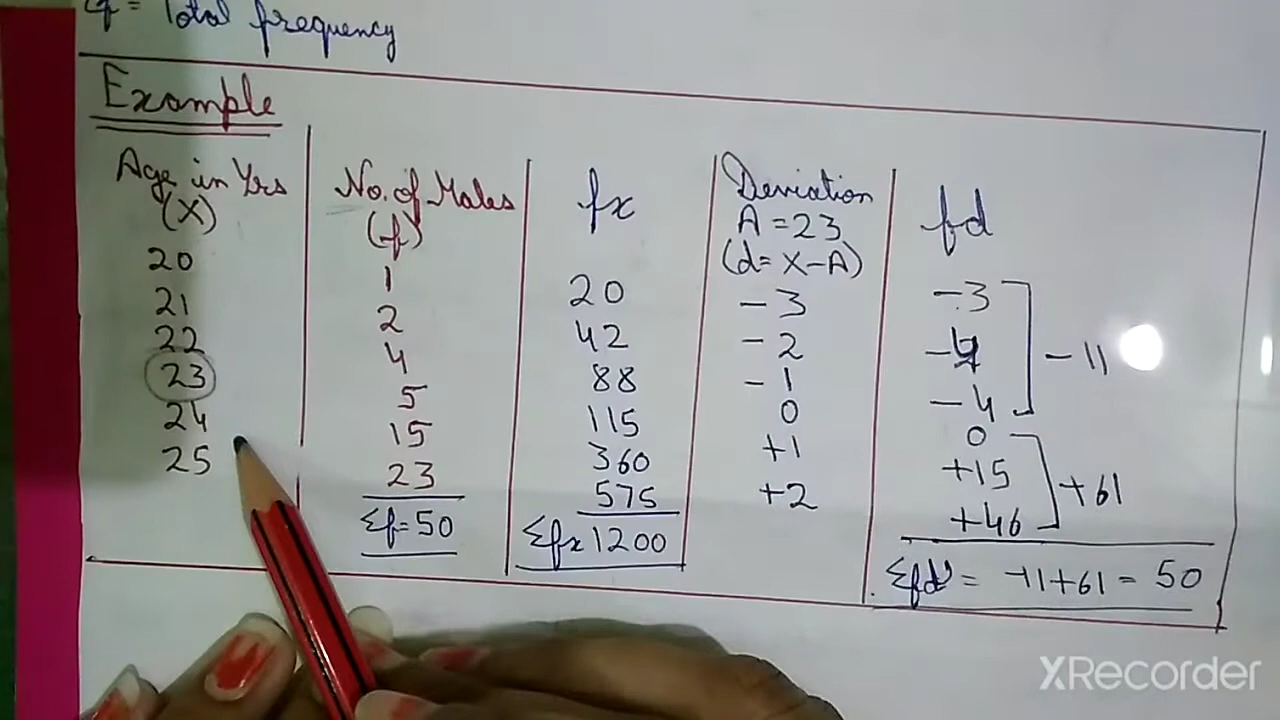 = Total frequency
Example
Age in Yrs (X) | No. of Males (f) | fx | Deviation A = 23 (d = X - A) | fd
20 | 1 | 20 | - 3 | - 3
21 | 2 | 42 | - 2 | - 4
22 | 4 | 88 | - 1 | - 4
23 | 5 | 115 | 0 | 0
24 | 15 | 360 | +1 | +15
25 | 23 | 575 | +2 | +46
- 11
+61
Σf = 50 | Σfx 1200 | Σfd = -11+61 = 50
XRecorder